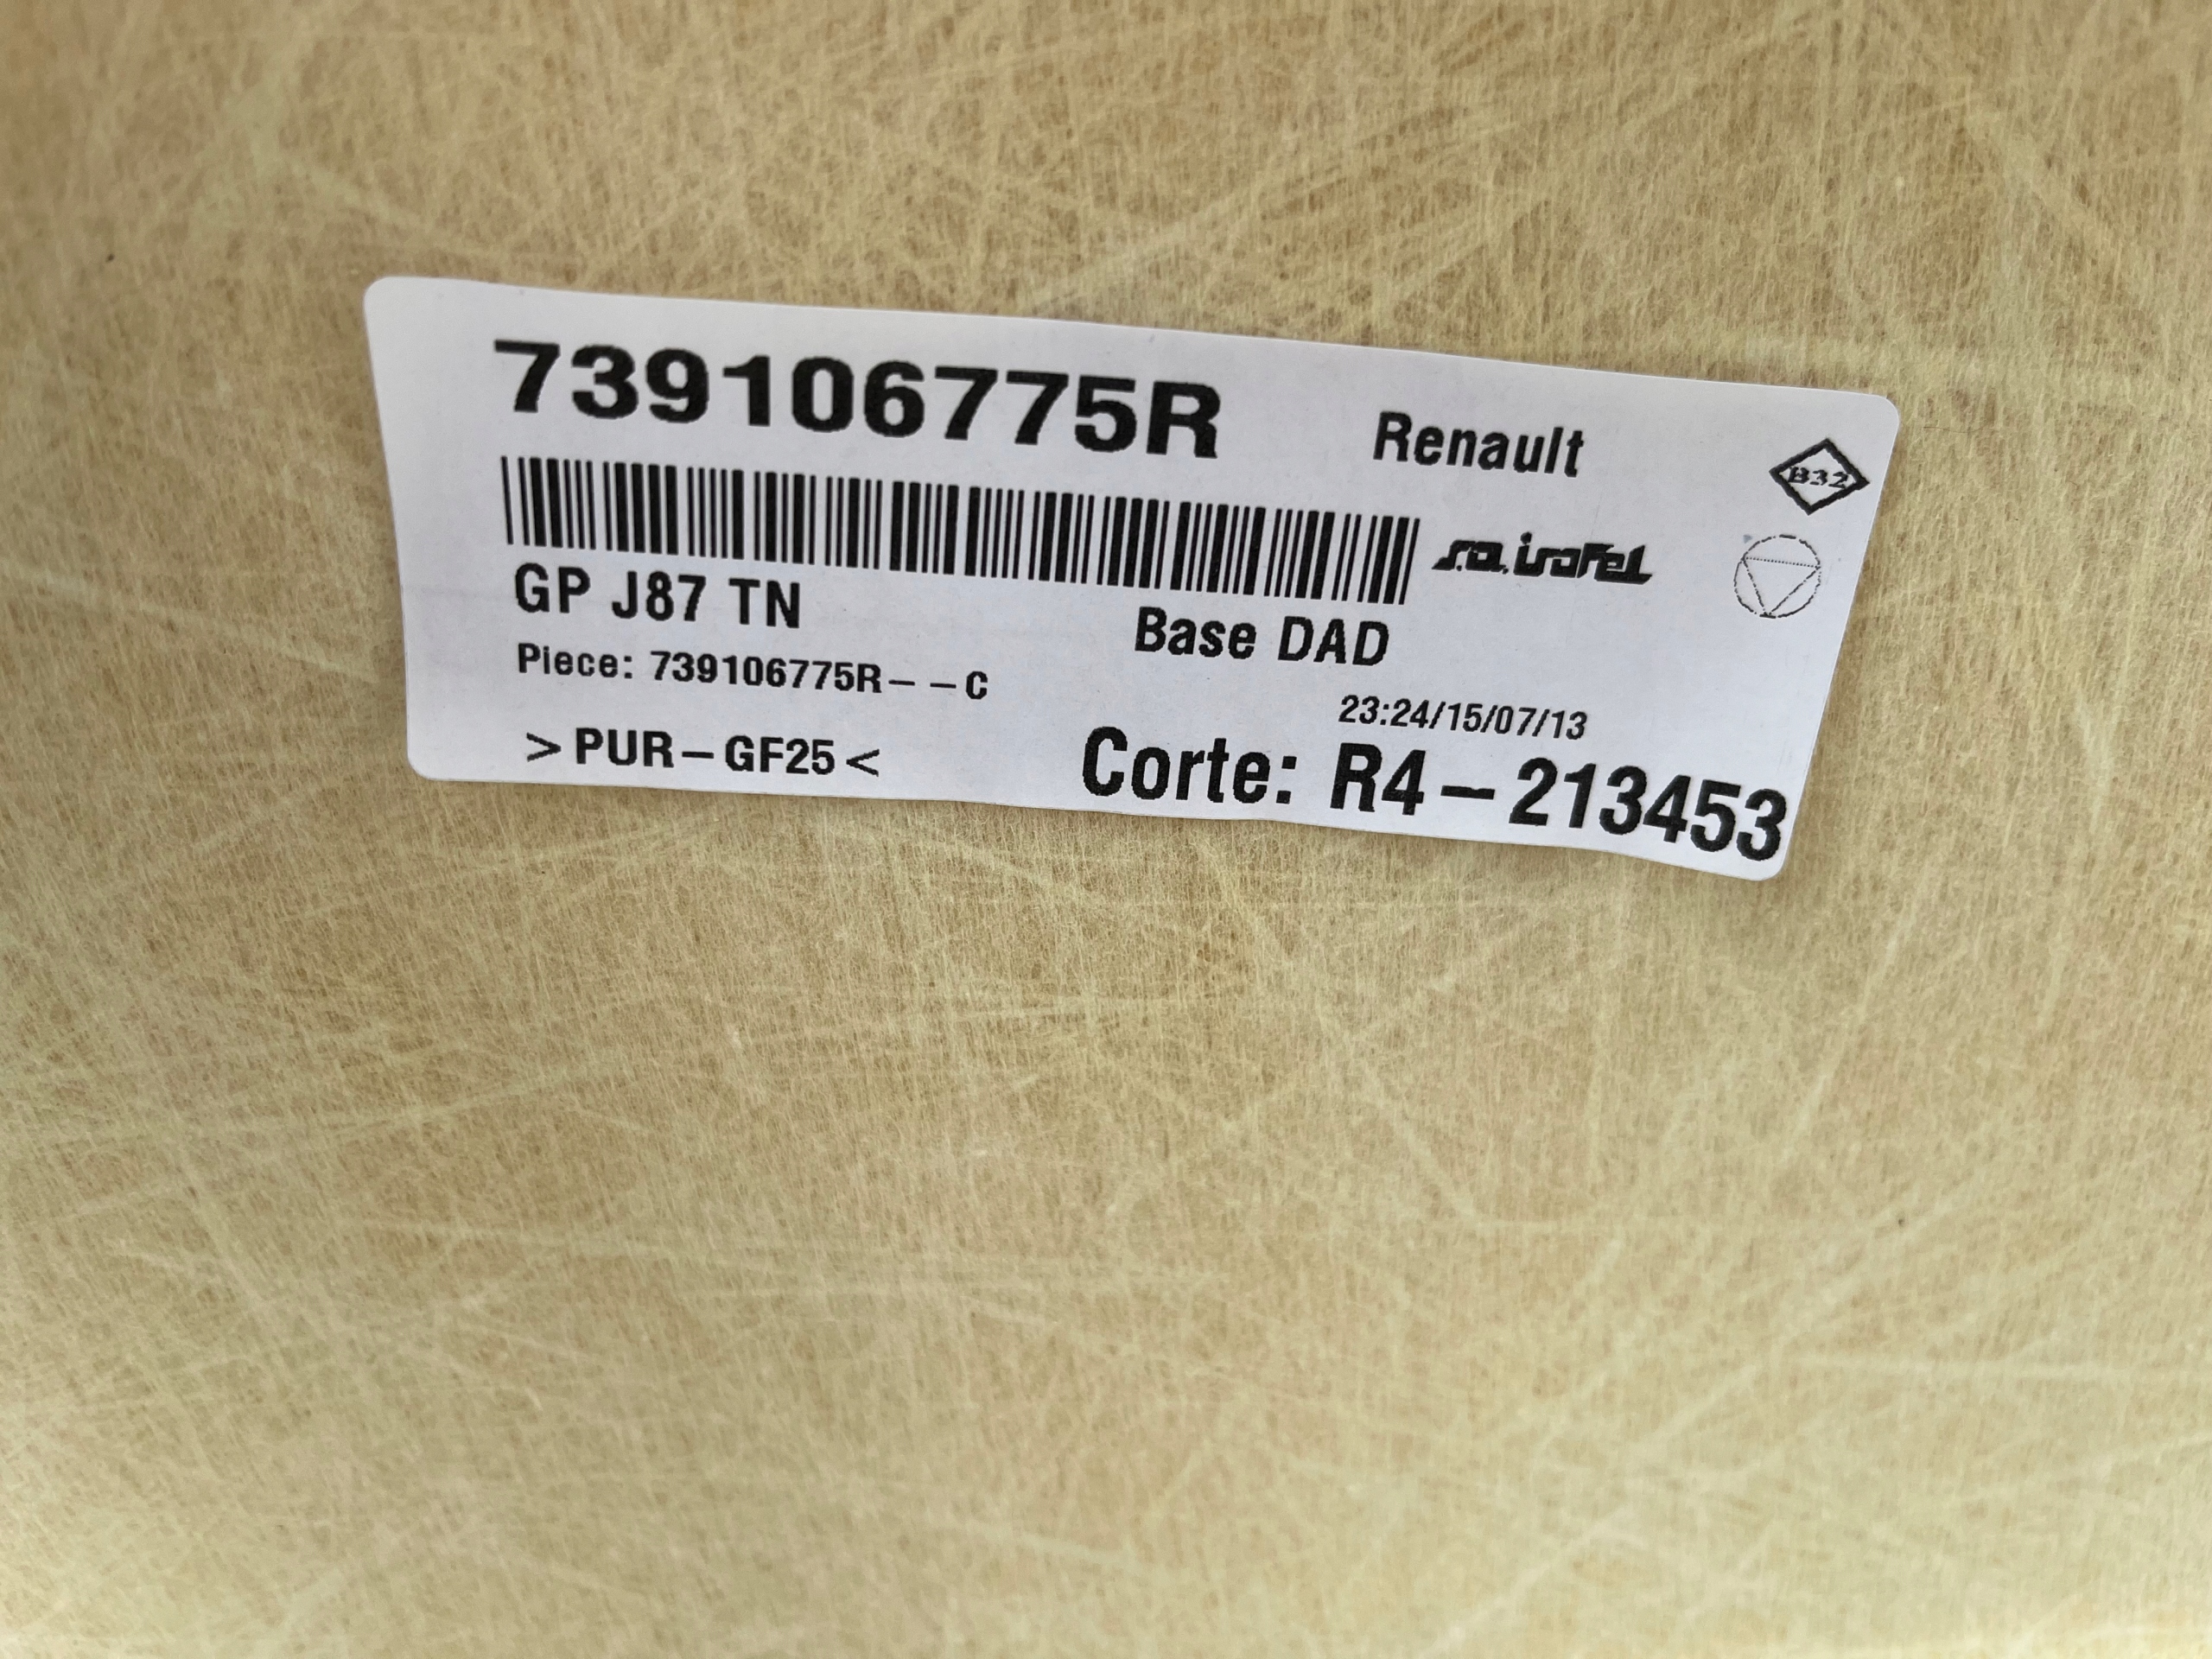 739106775R
Renault
B32
s.a. irofel
GP J87 TN
Base DAD
Piece: 739106775R- -C
23:24/15/07/13
>PUR-GF25<
Corte: R4-213453